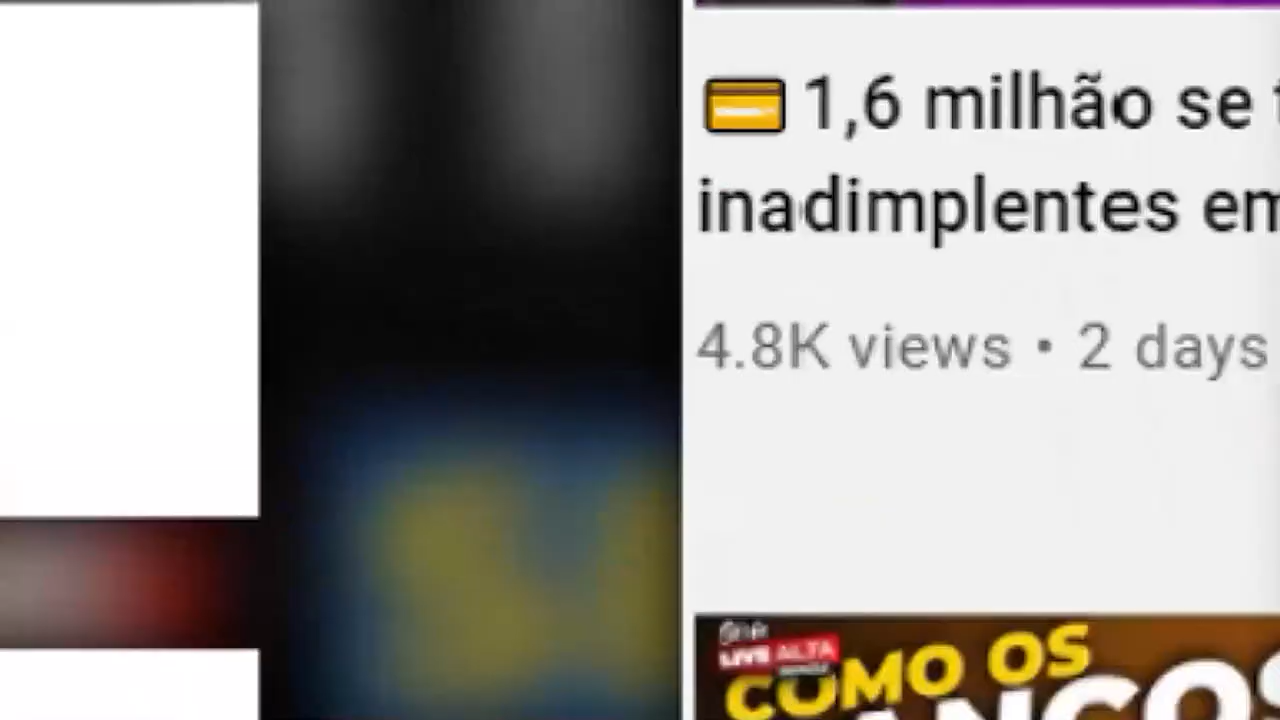 1,6 milhão se
inadimplentes em
4.8K views • 2 days
LIVE ALTA
COMO OS